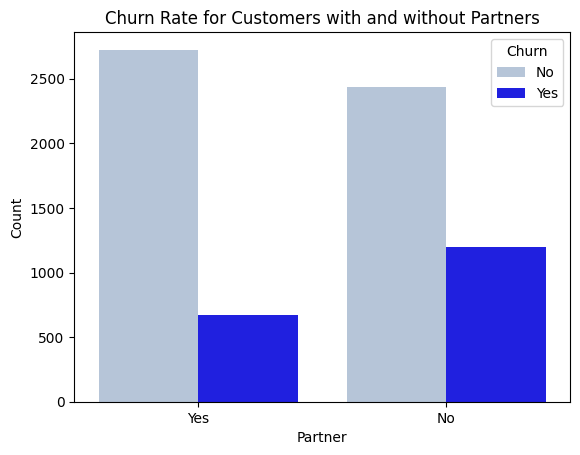 Churn Rate for Customers with and without Partners
Churn
No
Yes
2500
2000
1500
1000
500
0
Count
Yes
No
Partner